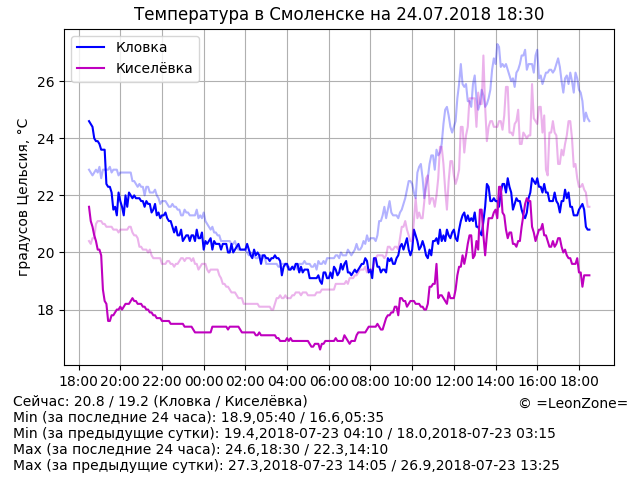 Температура в Смоленске на 24.07.2018 18:30
Кловка
Киселёвка
градусов Цельсия, °C
26
24
22
20
18
18:00 20:00 22:00 00:00 02:00 04:00 06:00 08:00 10:00 12:00 14:00 16:00 18:00
Сейчас: 20.8 / 19.2 (Кловка / Киселёвка)
© =LeonZone=
Min (за последние 24 часа): 18.9,05:40 / 16.6,05:35
Min (за предыдущие сутки): 19.4,2018-07-23 04:10 / 18.0,2018-07-23 03:15
Max (за последние 24 часа): 24.6,18:30 / 22.3,14:10
Max (за предыдущие сутки): 27.3,2018-07-23 14:05 / 26.9,2018-07-23 13:25